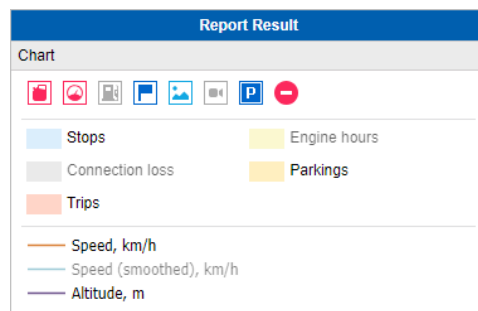 Report Result
Chart
P
Stops
Engine hours
Connection loss
Parkings
Trips
Speed, km/h
Speed (smoothed), km/h
Altitude, m